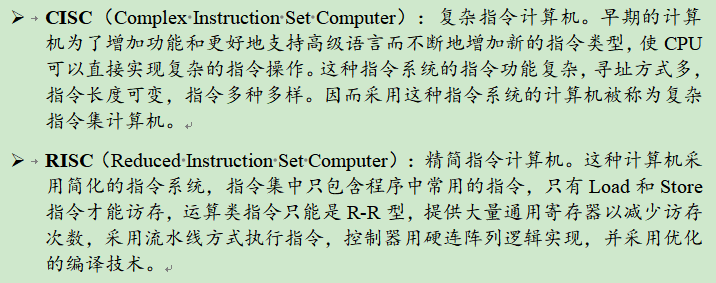 ➢ CISC（Complex Instruction Set Computer）：复杂指令计算机。早期的计算
机为了增加功能和更好地支持高级语言而不断地增加新的指令类型，使 CPU
可以直接实现复杂的指令操作。这种指令系统的指令功能复杂，寻址方式多，
指令长度可变，指令多种多样。因而采用这种指令系统的计算机被称为复杂
指令集计算机。
➢ RISC（Reduced Instruction Set Computer）：精简指令计算机。这种计算机采
用简化的指令系统，指令集中只包含程序中常用的指令，只有 Load 和 Store
指令才能访存，运算类指令只能是 R-R 型，提供大量通用寄存器以减少访存
次数，采用流水线方式执行指令，控制器用硬连阵列逻辑实现，并采用优化
的编译技术。